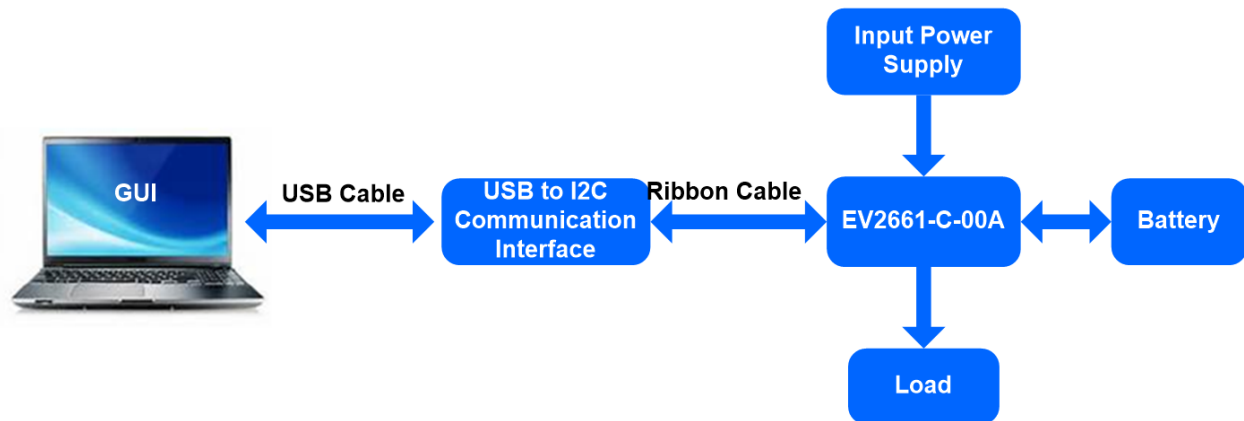 Input Power
Supply
GUI
USB Cable
USB to I2C
Communication
Interface
Ribbon Cable
EV2661-C-00A
Battery
Load